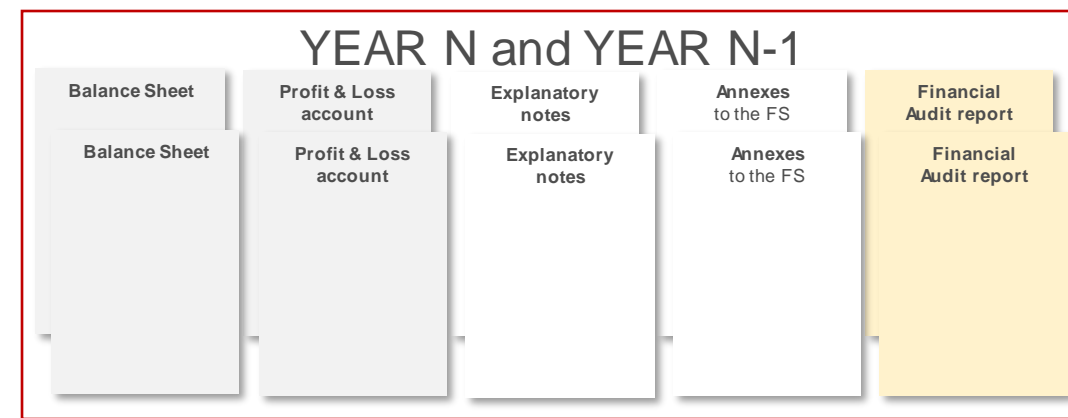 YEAR N and YEAR N-1
Balance Sheet
Profit & Loss
account
Explanatory
notes
Annexes
to the FS
Financial
Audit report
Balance Sheet
Profit & Loss
account
Explanatory
notes
Annexes
to the FS
Financial
Audit report